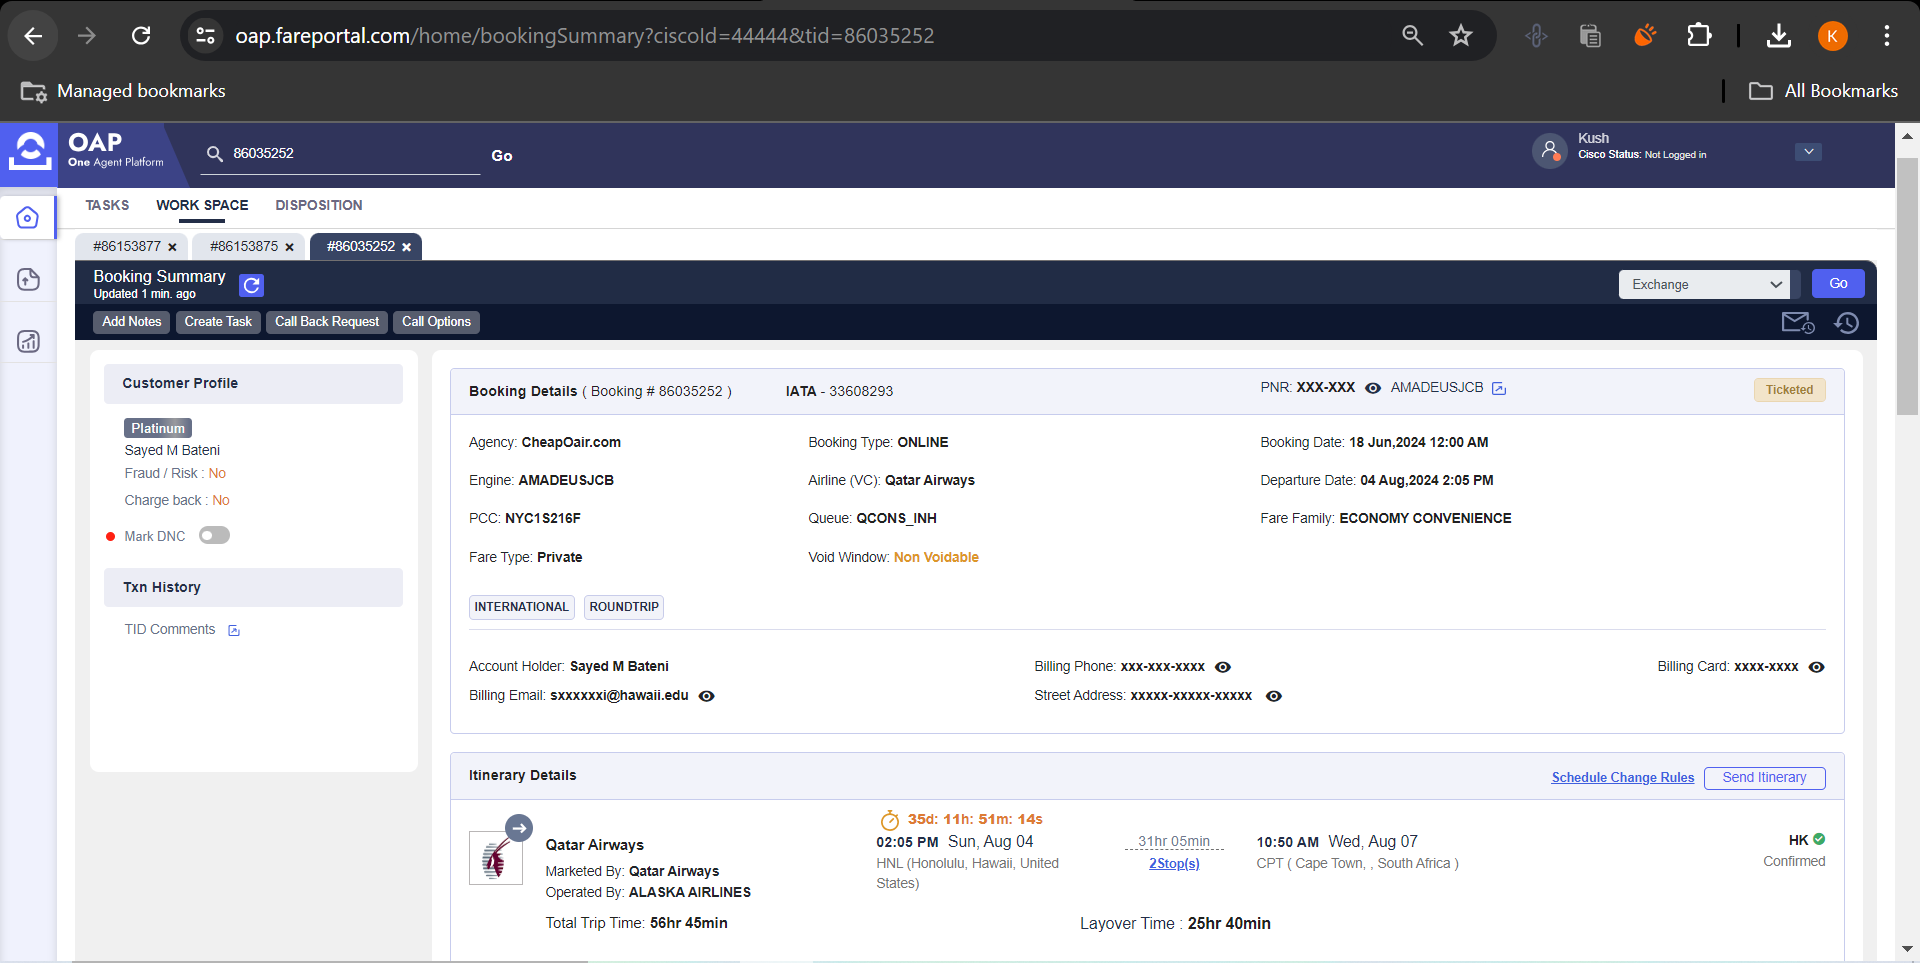 oap.fareportal.com/home/bookingSummary?ciscoId=44444&tid=86035252
K
Managed bookmarks
All Bookmarks
OAP
One Agent Platform
86035252
Go
Kush
Cisco Status: Not Logged in
TASKS
WORK SPACE
DISPOSITION
#86153877 ×
#86153875 ×
#86035252 ×
Booking Summary
Updated 1 min. ago
Exchange
Go
Add Notes
Create Task
Call Back Request
Call Options
Customer Profile
Platinum
Sayed M Bateni
Fraud / Risk : No
Charge back : No
Mark DNC
Txn History
TID Comments
Booking Details ( Booking # 86035252 )
IATA - 33608293
PNR: XXX-XXX
AMADEUSJCB
Ticketed
Agency: CheapOair.com
Booking Type: ONLINE
Booking Date: 18 Jun,2024 12:00 AM
Engine: AMADEUSJCB
Airline (VC): Qatar Airways
Departure Date: 04 Aug,2024 2:05 PM
PCC: NYC1S216F
Queue: QCONS_INH
Fare Family: ECONOMY CONVENIENCE
Fare Type: Private
Void Window: Non Voidable
INTERNATIONAL
ROUNDTRIP
Account Holder: Sayed M Bateni
Billing Phone: xxx-xxx-xxxx
Billing Card: xxxx-xxxx
Billing Email: sxxxxxxi@hawaii.edu
Street Address: xxxxx-xxxxx-xxxxx
Itinerary Details
Schedule Change Rules
Send Itinerary
Qatar Airways
Marketed By: Qatar Airways
Operated By: ALASKA AIRLINES
Total Trip Time: 56hr 45min
35d: 11h: 51m: 14s
02:05 PM Sun, Aug 04
HNL (Honolulu, Hawaii, United
States)
31hr 05min
2Stop(s)
10:50 AM Wed, Aug 07
CPT ( Cape Town, , South Africa )
HK
Confirmed
Layover Time : 25hr 40min